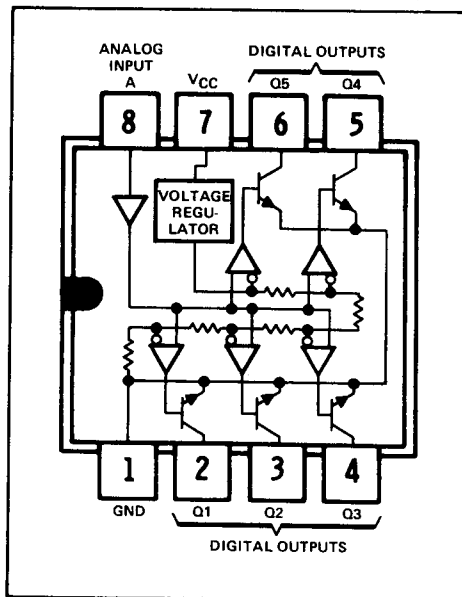 ANALOG
INPUT
A
VCC
DIGITAL OUTPUTS
Q5
Q4
8
7
6
5
VOLTAGE
REGU-
LATOR
1
2
3
4
GND
Q1
Q2
Q3
DIGITAL OUTPUTS